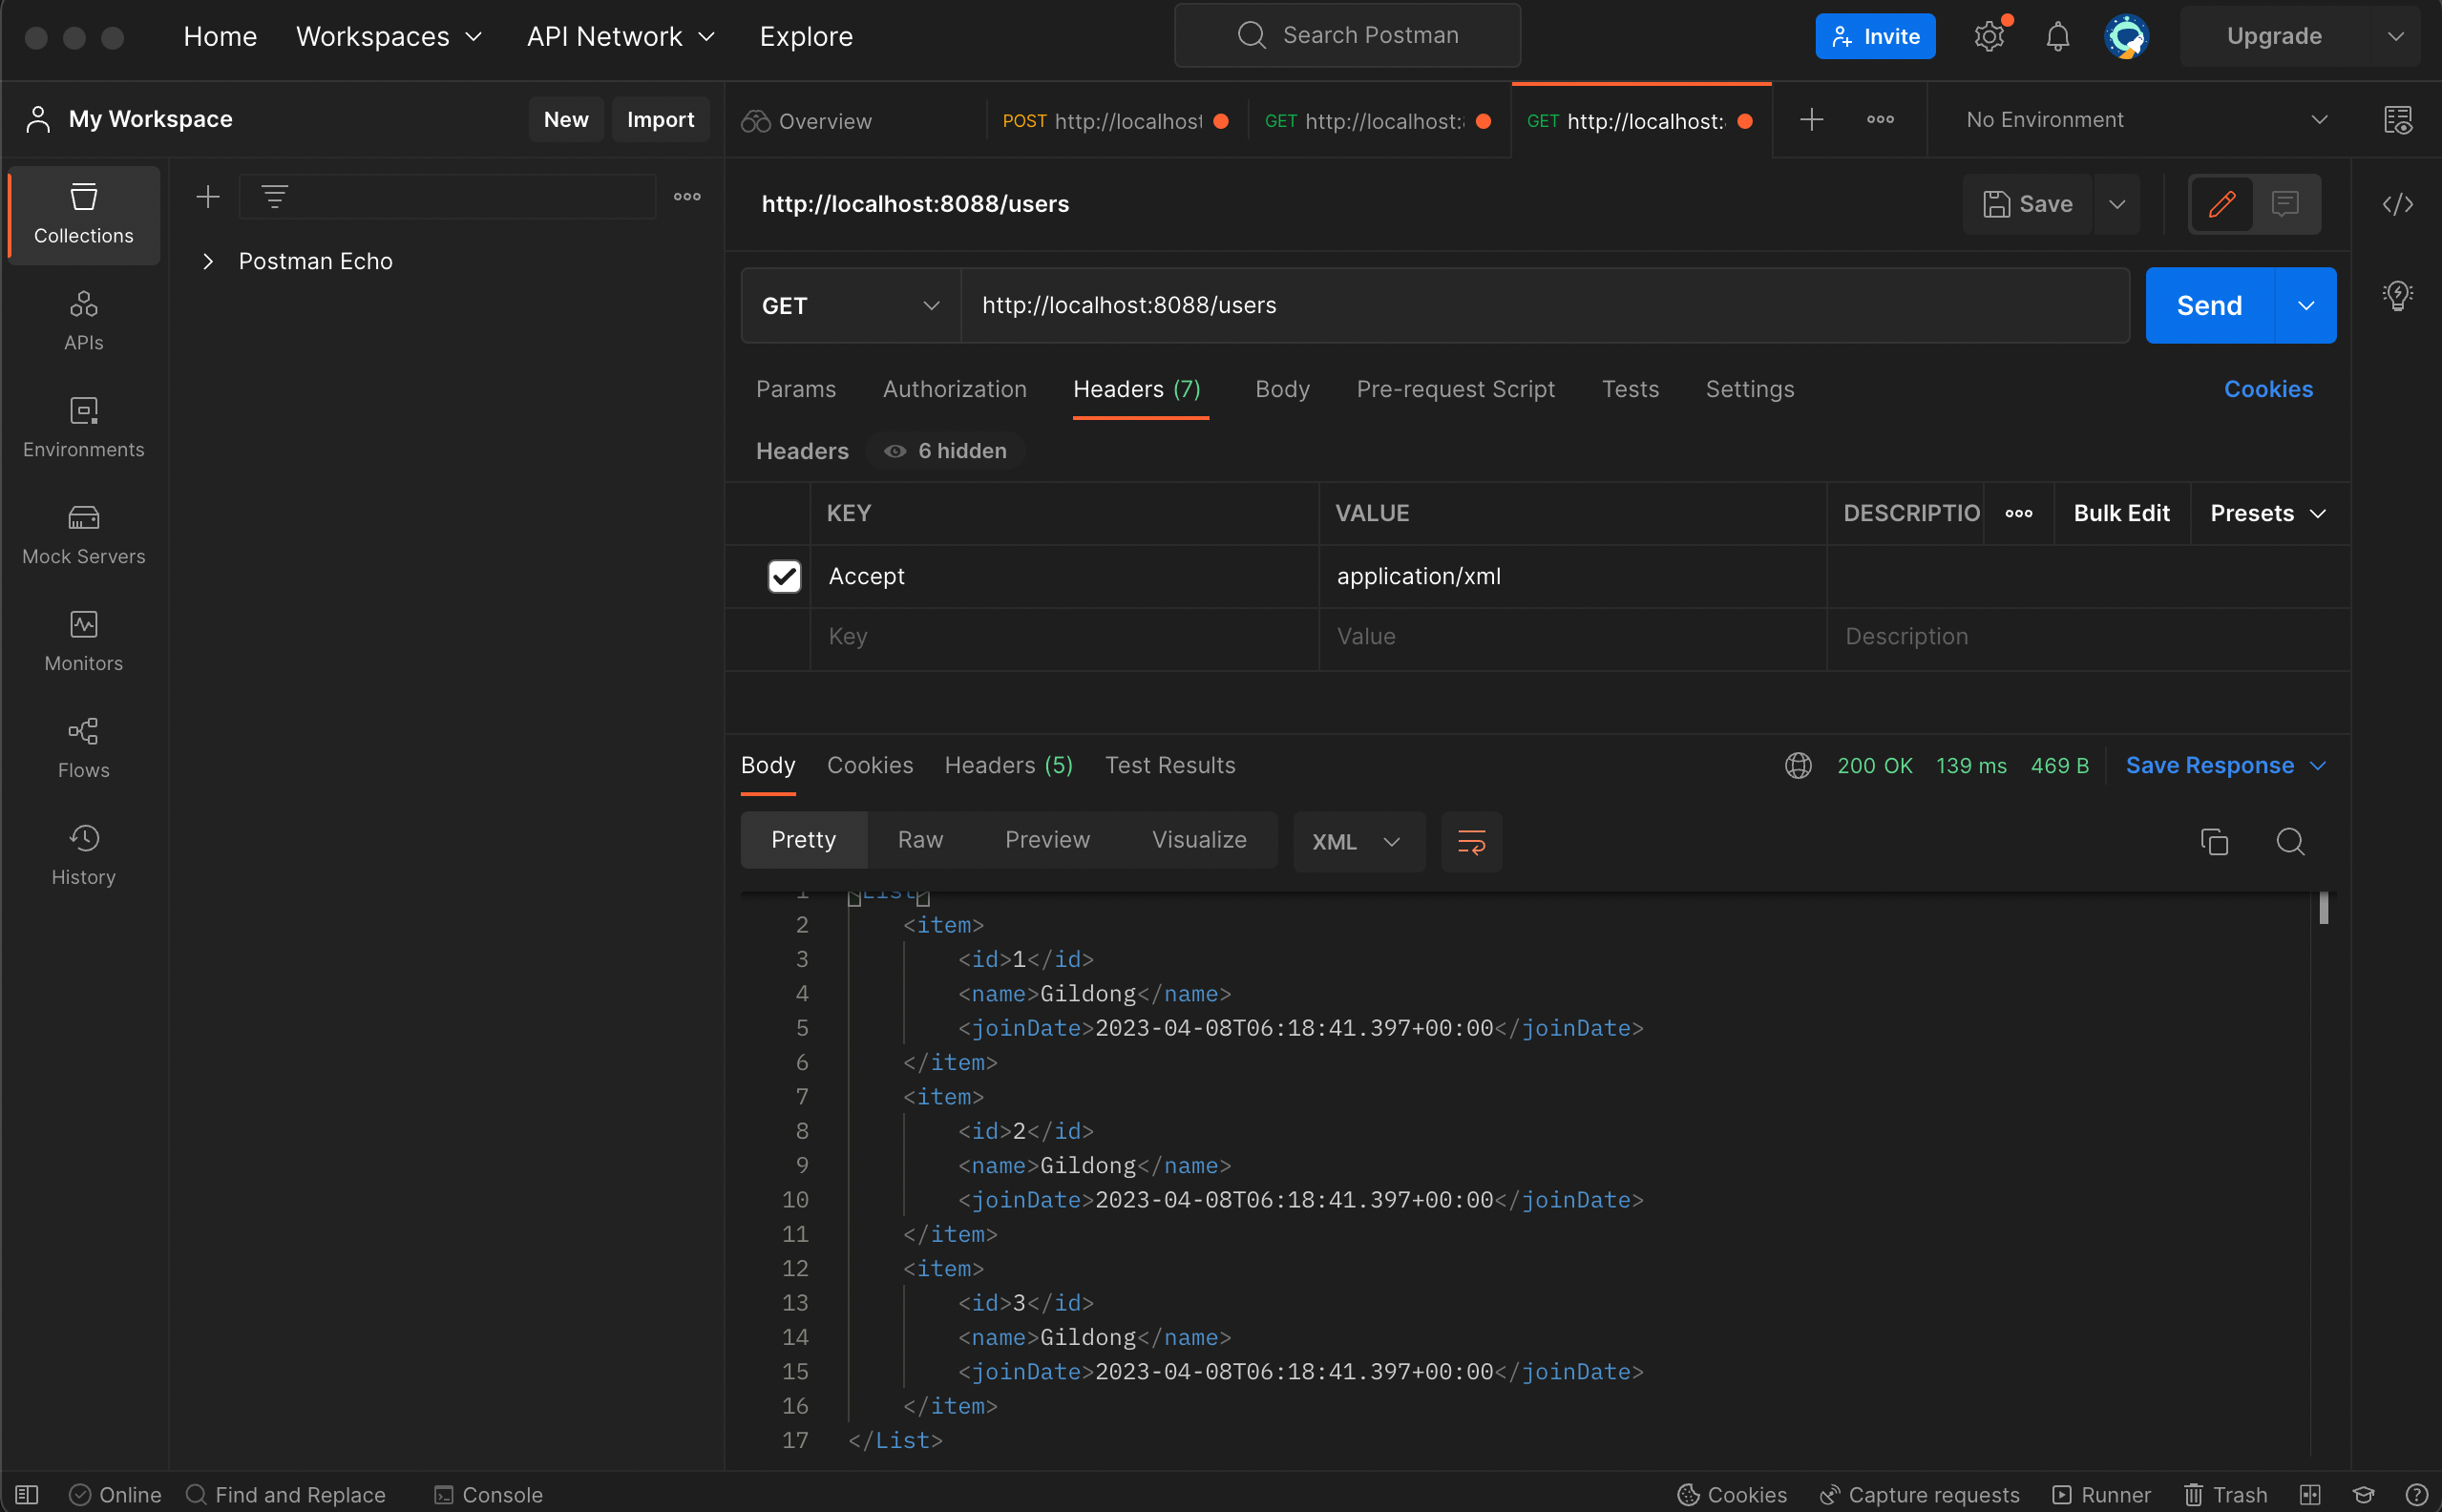 Home Workspaces API Network Explore Search Postman Invite Upgrade
My Workspace New Import Overview POST http://localhost GET http://localhost: GET http://localhost: No Environment
http://localhost:8088/users Save
Collections
Postman Echo
GET http://localhost:8088/users Send
APIs
Params Authorization Headers (7) Body Pre-request Script Tests Settings Cookies
Environments
Headers 6 hidden
KEY VALUE DESCRIPTIO Bulk Edit Presets
Mock Servers
Accept application/xml
Key Value Description
Monitors
Body Cookies Headers (5) Test Results 200 OK 139 ms 469 B Save Response
Flows
Pretty Raw Preview Visualize XML
History
1 <List>
2 <item>
3 <id>1</id>
4 <name>Gildong</name>
5 <joinDate>2023-04-08T06:18:41.397+00:00</joinDate>
6 </item>
7 <item>
8 <id>2</id>
9 <name>Gildong</name>
10 <joinDate>2023-04-08T06:18:41.397+00:00</joinDate>
11 </item>
12 <item>
13 <id>3</id>
14 <name>Gildong</name>
15 <joinDate>2023-04-08T06:18:41.397+00:00</joinDate>
16 </item>
17 </List>
Online Find and Replace Console Cookies Capture requests Runner Trash